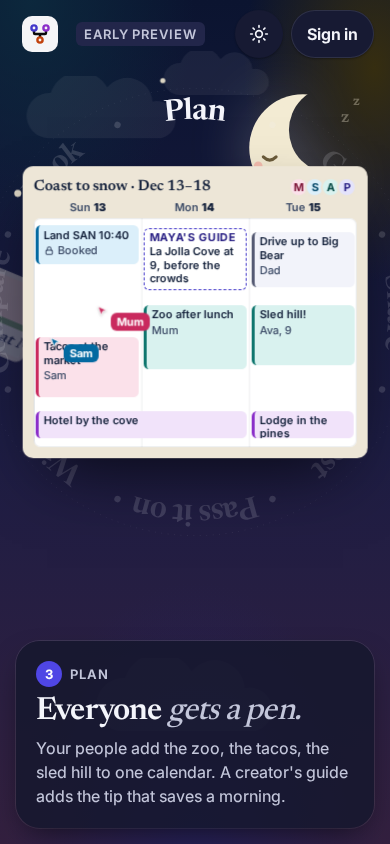 EARLY PREVIEW
Sign in
Plan
z
z
Coast to snow · Dec 13–18
M S A P
Sun 13
Mon 14
Tue 15
Land SAN 10:40
Booked
MAYA'S GUIDE
La Jolla Cove at
9, before the
crowds
Drive up to Big
Bear
Dad
Mum
Zoo after lunch
Mum
Sled hill!
Ava, 9
Sam
market
Sam
Hotel by the cove
Lodge in the
pines
Pass it on
3 PLAN
Everyone gets a pen.
Your people add the zoo, the tacos, the
sled hill to one calendar. A creator's guide
adds the tip that saves a morning.